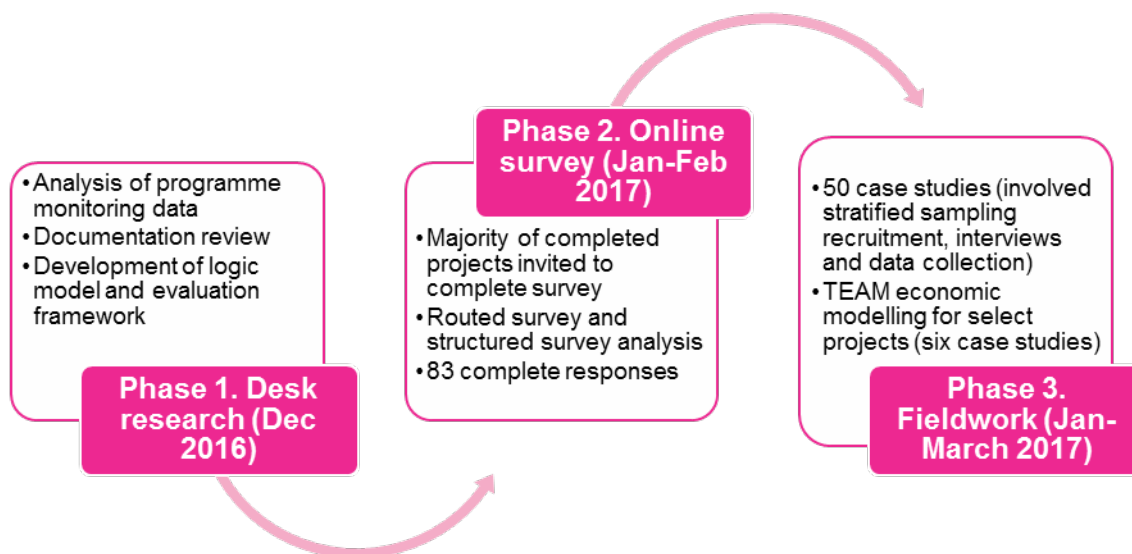 •Analysis of programme
monitoring data
•Documentation review
•Development of logic
model and evaluation
framework
Phase 1. Desk
research (Dec
2016)
Phase 2. Online
survey (Jan-Feb
2017)
•Majority of completed
projects invited to
complete survey
•Routed survey and
structured survey analysis
•83 complete responses
•50 case studies (involved
stratified sampling
recruitment, interviews
and data collection)
•TEAM economic
modelling for select
projects (six case studies)
Phase 3.
Fieldwork (Jan-
March 2017)